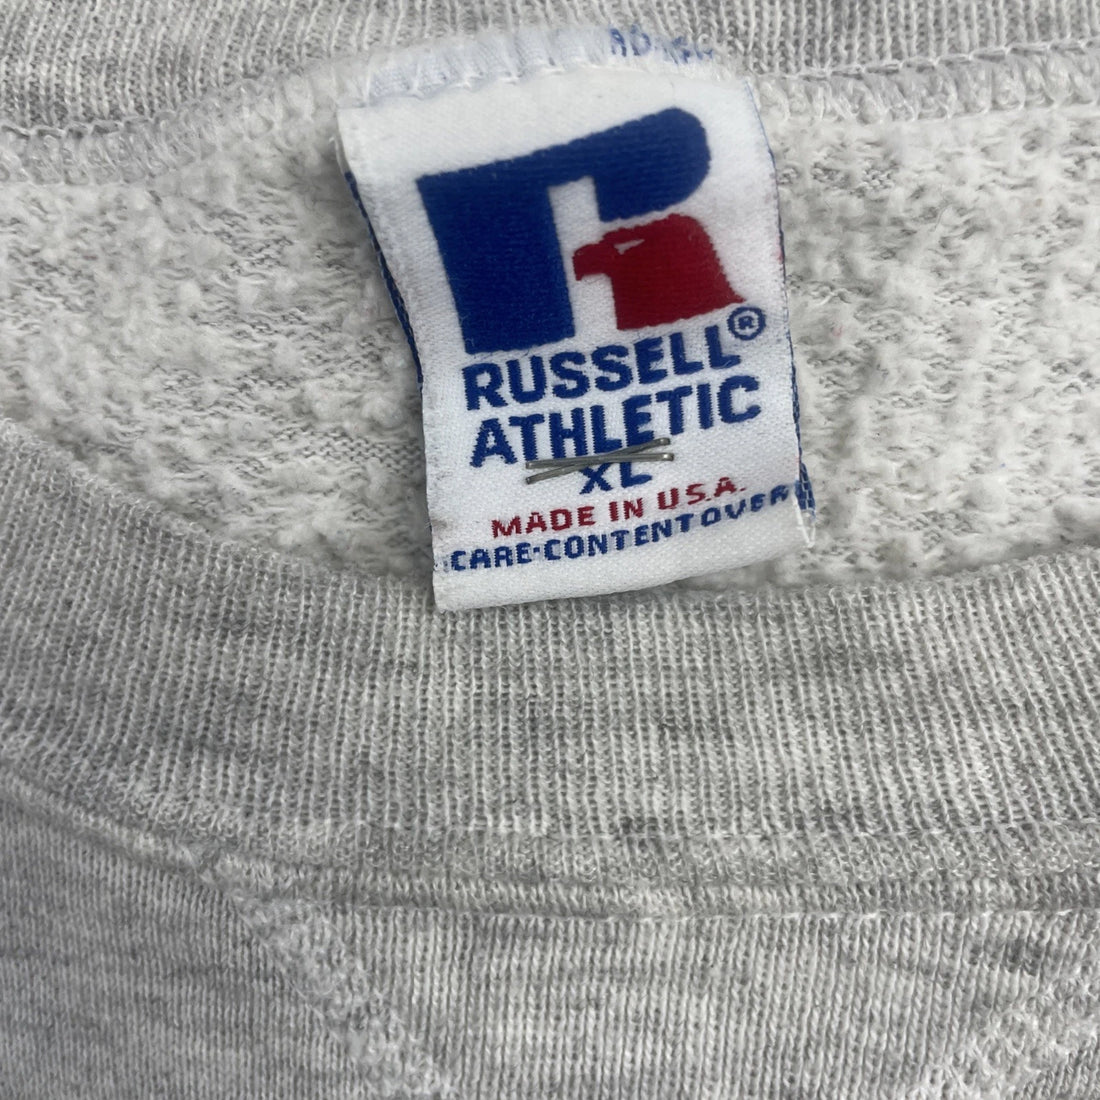 RUSSELL®
ATHLETIC
XL
MADE IN U.S.A.
CARE-CONTENT OVER